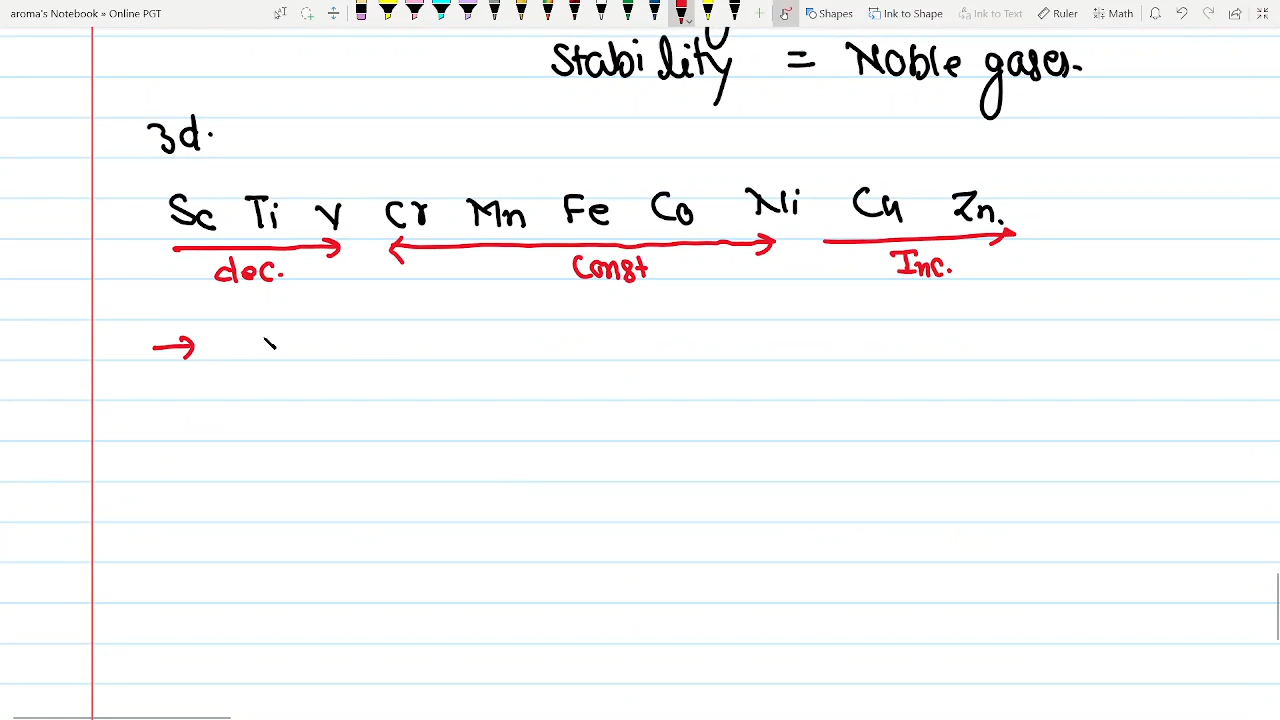 aroma's Notebook » Online PGT
Shapes Ink to Shape Ink to Text Ruler Math
Stability = Noble gases.
3d.
Sc Ti V Cr Mn Fe Co Ni Cu Zn.
dec. Const Inc.